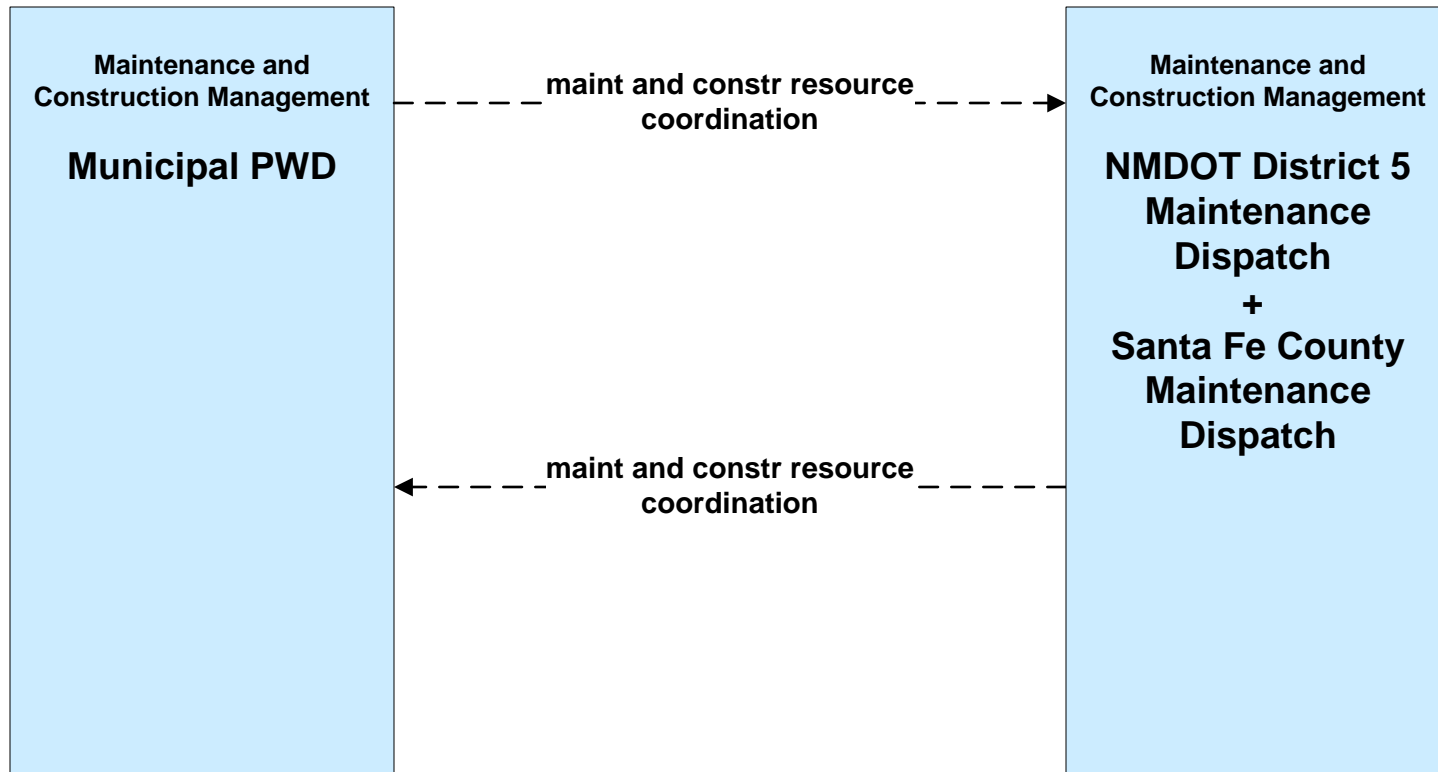 Maintenance and
Construction Management
Municipal PWD
maint and constr resource
coordination
maint and constr resource
coordination
Maintenance and
Construction Management
NMDOT District 5
Maintenance
Dispatch
+
Santa Fe County
Maintenance
Dispatch